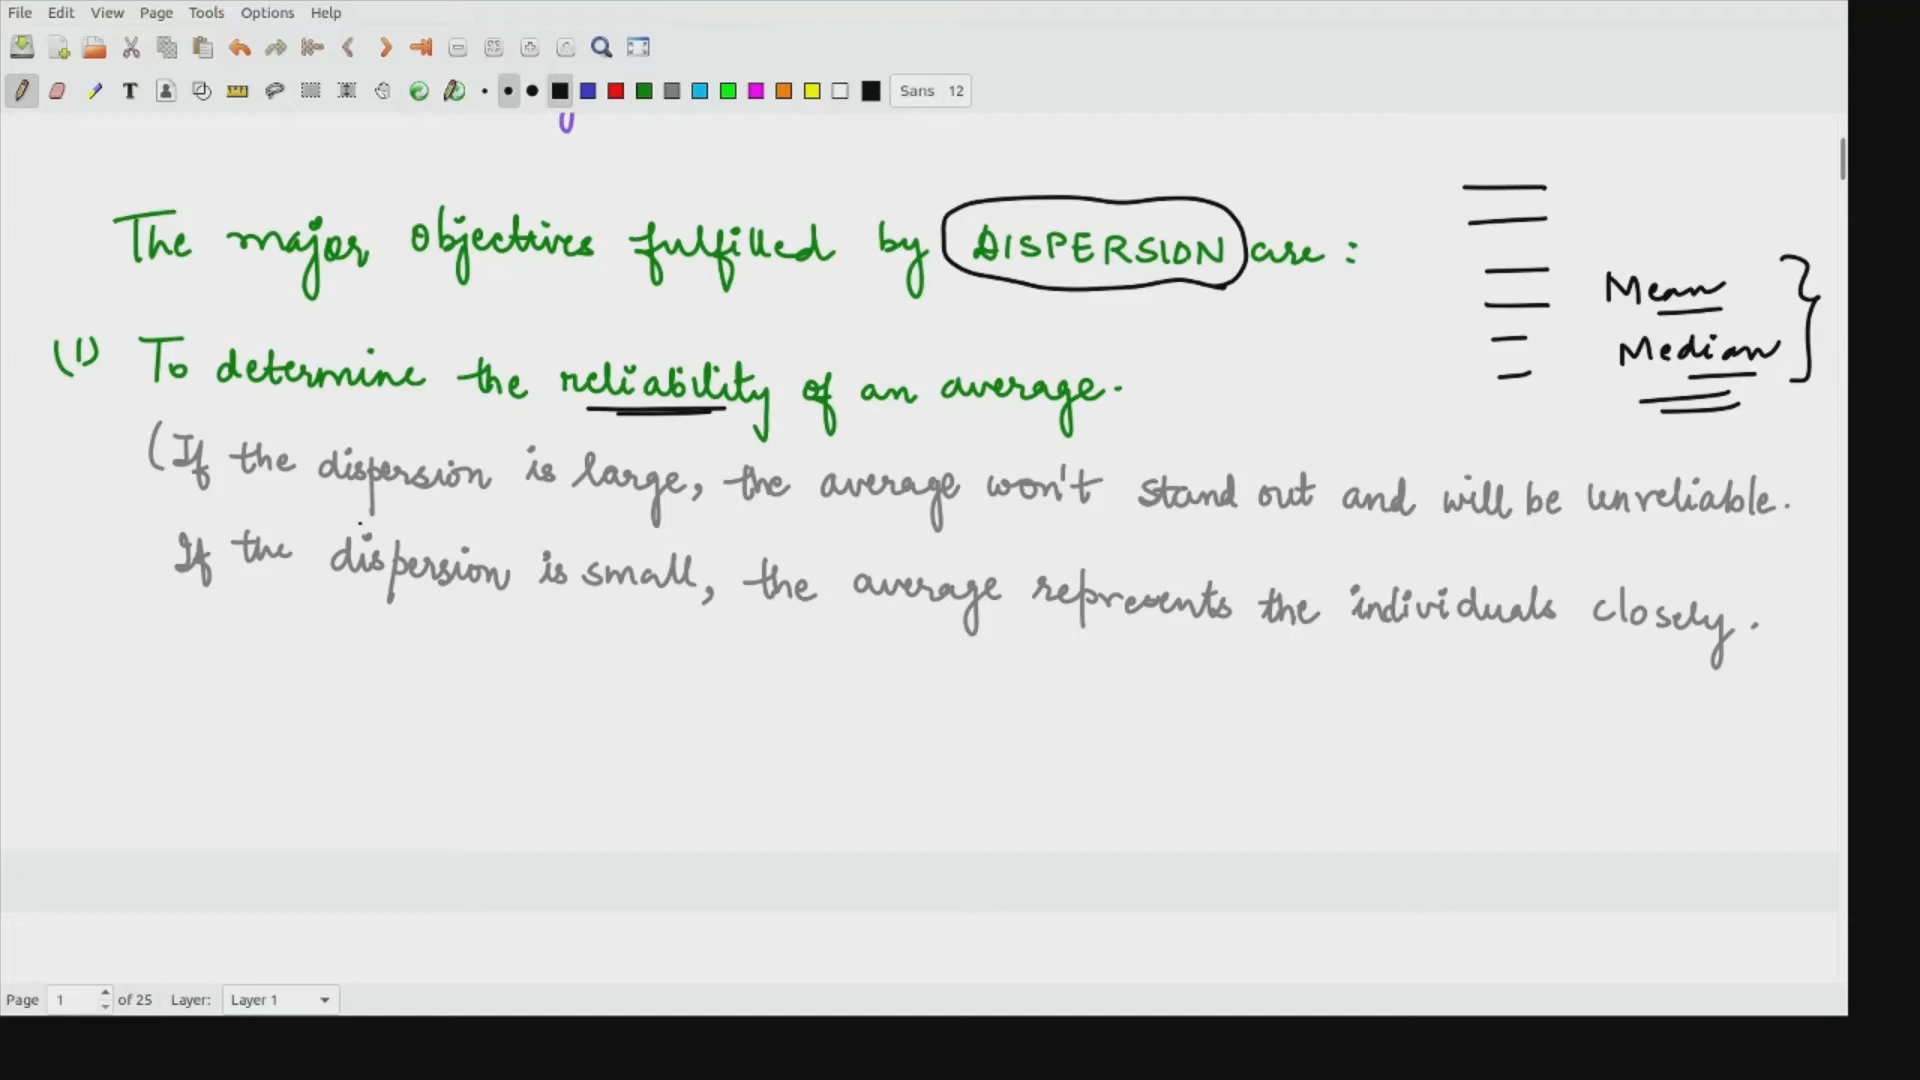 File Edit View Page Tools Options Help
T Sans 12
The major objectives fulfilled by DISPERSION are :
Mean
Median
(1) To determine the reliability of an average.
(If the dispersion is large, the average won't stand out and will be unreliable.
If the dispersion is small, the average represents the individuals closely.
Page 1 of 25 Layer: Layer 1